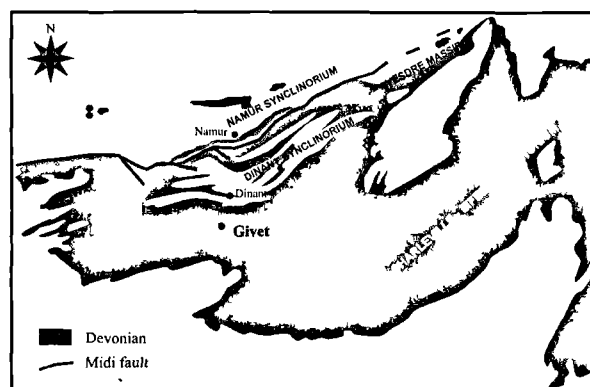 N
VESDRE MASSIF
NAMUR SYNCLINORIUM
Namur
DINANT SYNCLINORIUM
Dinant
Givet
Devonian
Midi fault